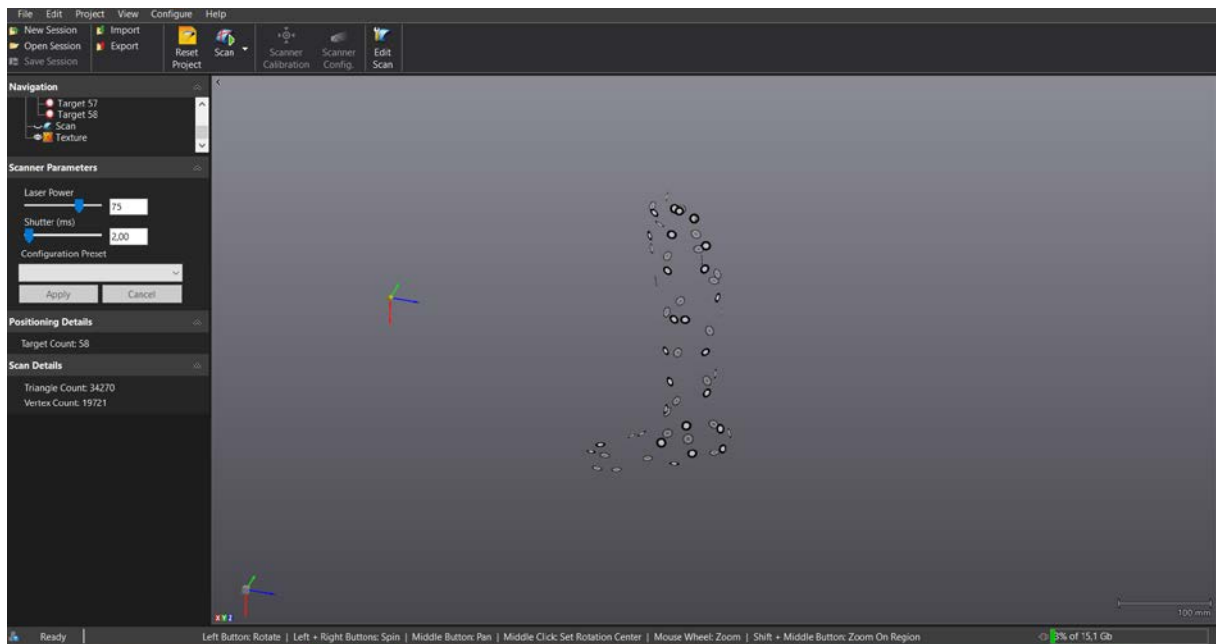 File Edit Project View Configure Help
New Session Import
Open Session Export
Save Session
Reset Project
Scan
Scanner Calibration
Scanner Config.
Edit Scan
Navigation
Target 57
Target 58
Scan
Texture
Scanner Parameters
Laser Power
75
Shutter (ms)
2,00
Configuration Preset
Apply Cancel
Positioning Details
Target Count: 58
Scan Details
Triangle Count: 34270
Vertex Count: 19721
X Y Z
100 mm
Ready
Left Button: Rotate | Left + Right Buttons: Spin | Middle Button: Pan | Middle Click: Set Rotation Center | Mouse Wheel: Zoom | Shift + Middle Button: Zoom On Region
3% of 15,1 Gb